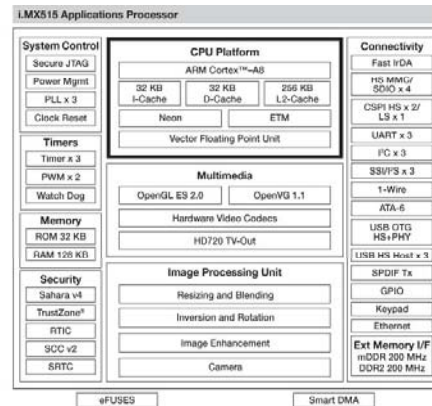 i.MX515 Applications Processor
System Control
Secure JTAG
Power Mgmt
PLL x 3
Clock Reset
Timers
Timer x 3
PWM x 2
Watch Dog
Memory
ROM 32 KB
RAM 128 KB
Security
Sahara v4
TrustZone®
RTIC
SCC v2
SRTC
CPU Platform
ARM Cortex™–A8
32 KB
I-Cache
32 KB
D-Cache
256 KB
L2-Cache
Neon
ETM
Vector Floating Point Unit
Multimedia
OpenGL ES 2.0
OpenVG 1.1
Hardware Video Codecs
HD720 TV-Out
Image Processing Unit
Resizing and Blending
Inversion and Rotation
Image Enhancement
Camera
Connectivity
Fast IrDA
HS MMC/
SDIO x 4
CSPI HS x 2/
LS x 1
UART x 3
I²C x 3
SSI/I²S x 3
1-Wire
ATA-6
USB OTG
HS+PHY
USB HS Host x 3
SPDIF Tx
GPIO
Keypad
Ethernet
Ext Memory I/F
mDDR 200 MHz
DDR2 200 MHz
eFUSES
Smart DMA